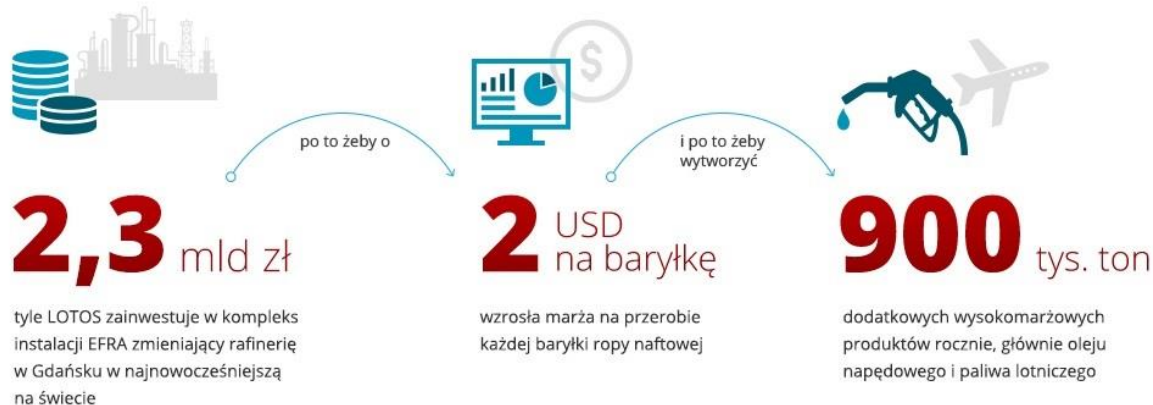 po to żeby o
i po to żeby
wytworzyć
2,3 mld zł
tyle LOTOS zainwestuje w kompleks
instalacji EFRA zmieniający rafinerię
w Gdańsku w najnowocześniejszą
na świecie
2 USD
na baryłkę
wzrosła marża na przerobie
każdej baryłki ropy naftowej
900 tys. ton
dodatkowych wysokomarżowych
produktów rocznie, głównie oleju
napędowego i paliwa lotniczego
$